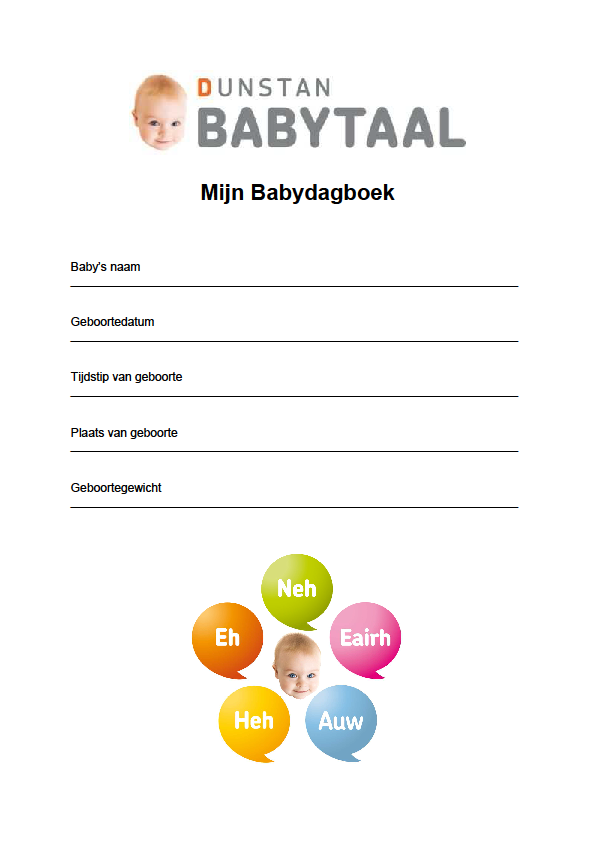 DUNSTAN
BABYTAAL
Mijn Babydagboek
Baby's naam
Geboortedatum
Tijdstip van geboorte
Plaats van geboorte
Geboortegewicht
Neh
Eh
Eairh
Heh
Auw